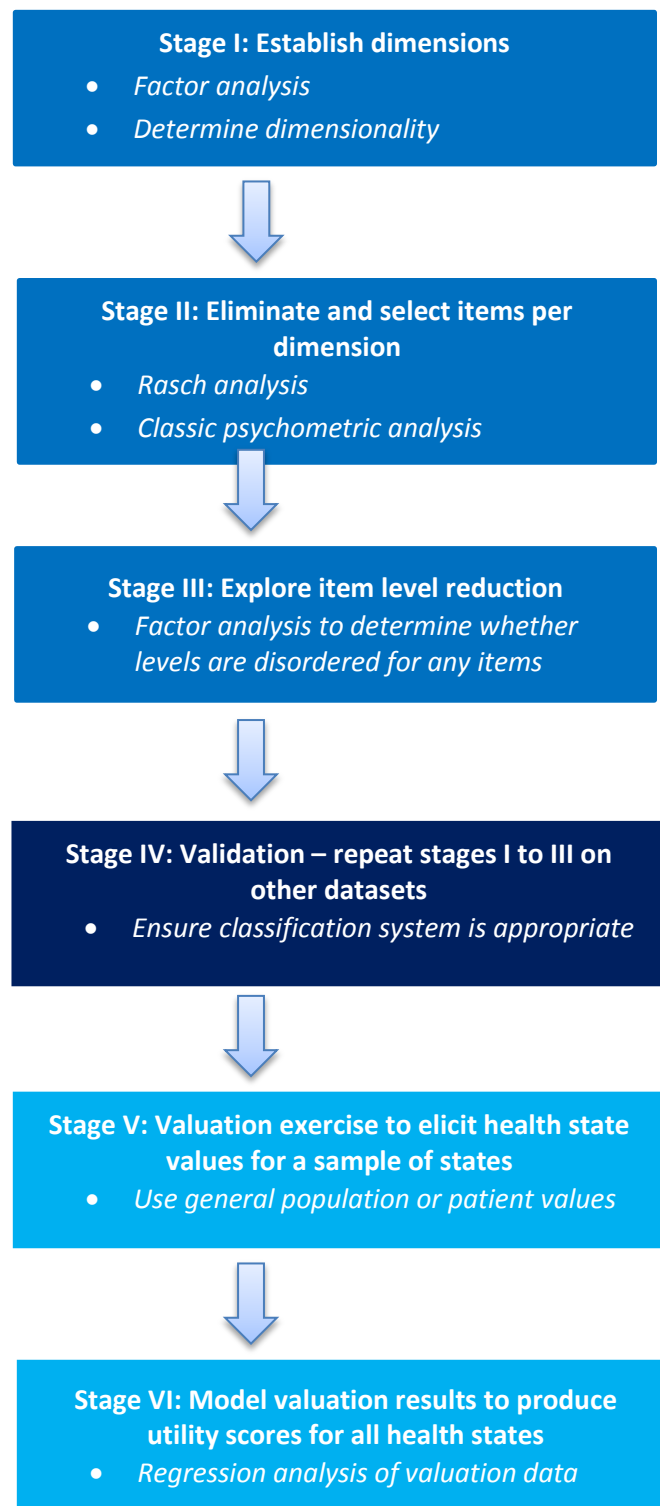 Stage I: Establish dimensions
• Factor analysis
• Determine dimensionality
Stage II: Eliminate and select items per
dimension
• Rasch analysis
• Classic psychometric analysis
Stage III: Explore item level reduction
• Factor analysis to determine whether
levels are disordered for any items
Stage IV: Validation – repeat stages I to III on
other datasets
• Ensure classification system is appropriate
Stage V: Valuation exercise to elicit health state
values for a sample of states
• Use general population or patient values
Stage VI: Model valuation results to produce
utility scores for all health states
• Regression analysis of valuation data